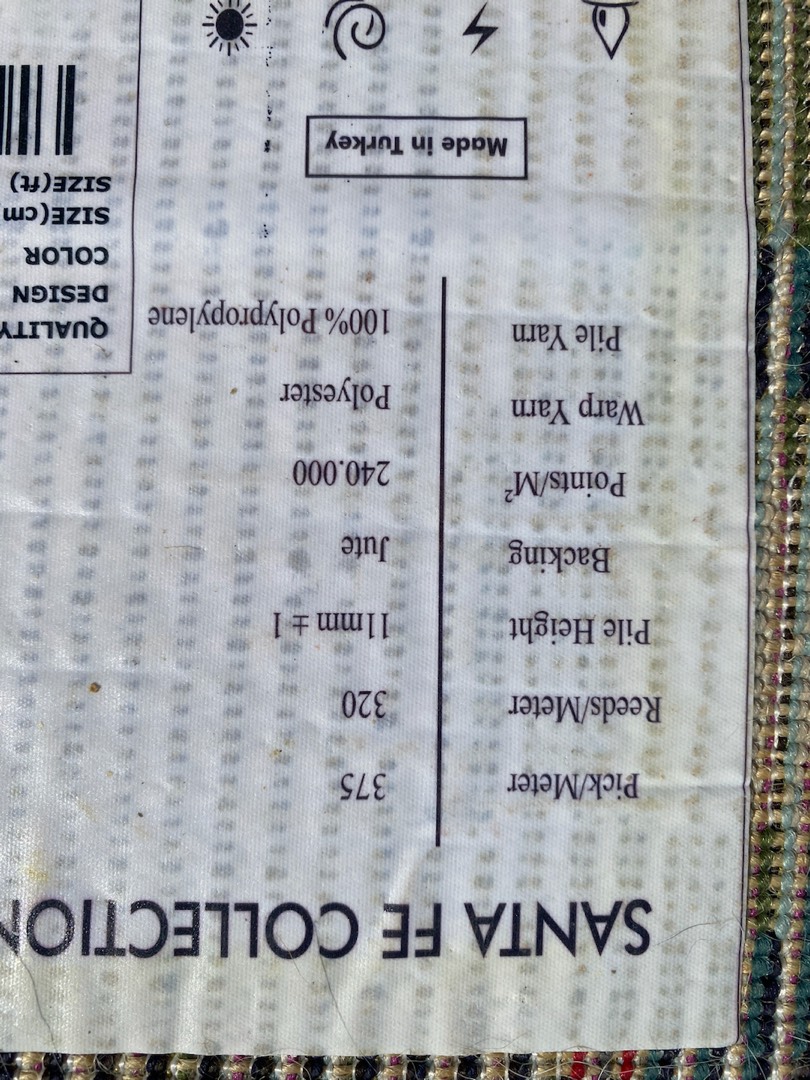 SANTA FE COLLECTION
Pick/Meter 375
Reeds/Meter 320
Pile Height 11mm ± 1
Backing Jute
Points/M² 240.000
Warp Yarn Polyester
Pile Yarn 100% Polypropylene
QUALITY
DESIGN
COLOR
SIZE(cm
SIZE(ft)
Made in Turkey